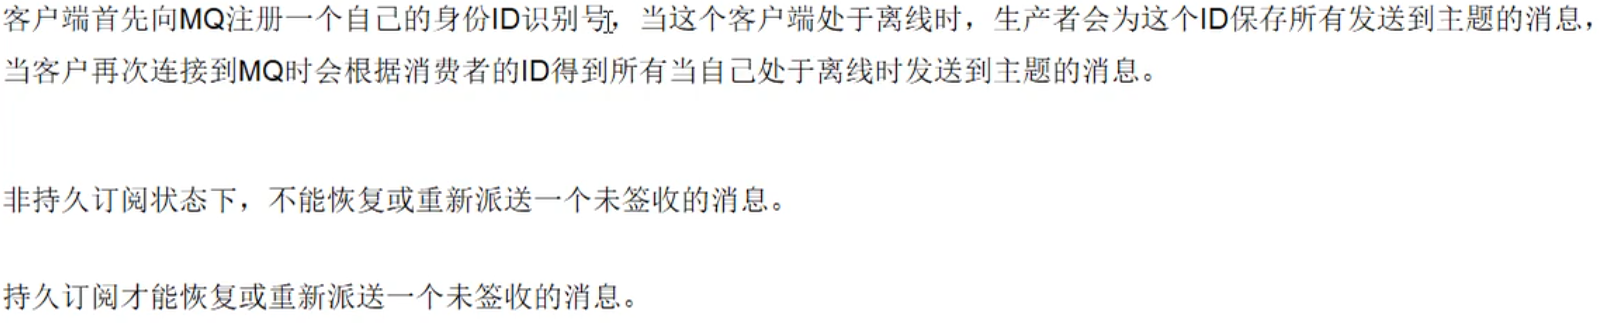 客户端首先向MQ注册一个自己的身份ID识别号，当这个客户端处于离线时，生产者会为这个ID保存所有发送到主题的消息，
当客户再次连接到MQ时会根据消费者的ID得到所有当自己处于离线时发送到主题的消息。
非持久订阅状态下，不能恢复或重新派送一个未签收的消息。
持久订阅才能恢复或重新派送一个未签收的消息。